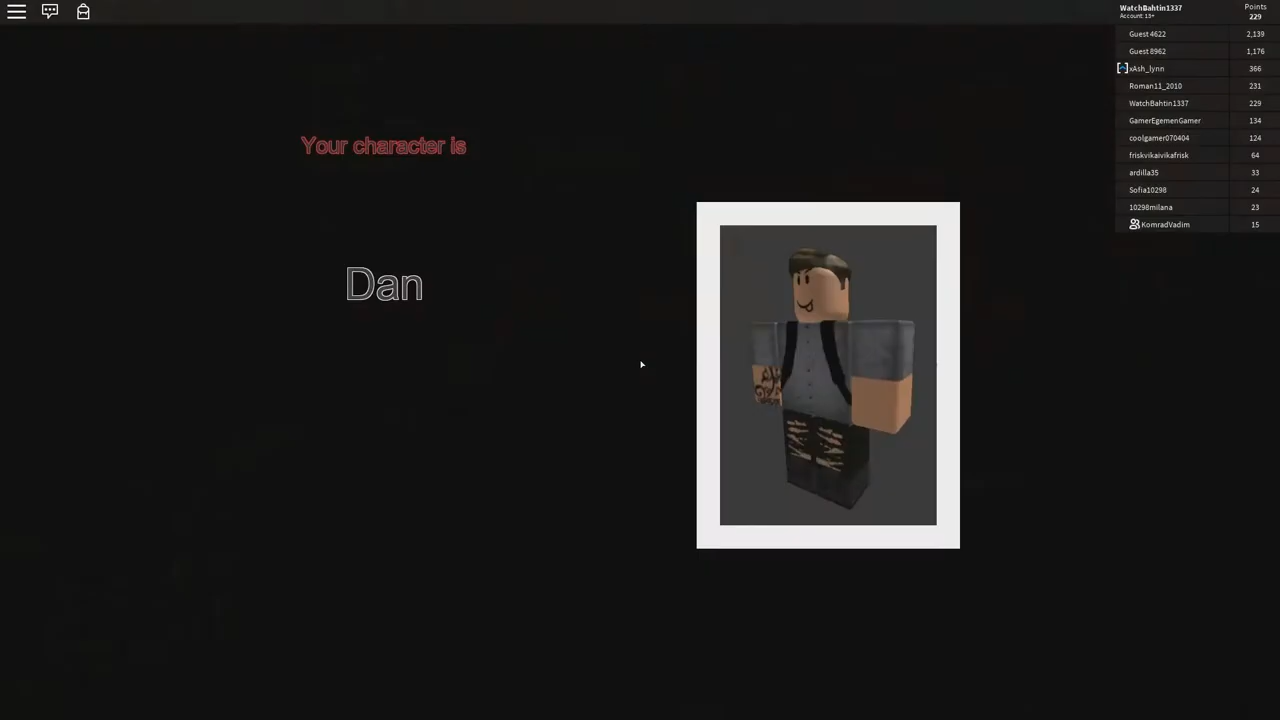 WatchBahtin1337
Account: 13+
Points
229
Guest 4622 2,139
Guest 8962 1,176
xAsh_lynn 366
Roman11_2010 231
WatchBahtin1337 229
GamerEgemenGamer 134
coolgamer070404 124
friskvikaivikafrisk 64
ardilla35 33
Sofia10298 24
10298milana 23
KomradVadim 15
Your character is
Dan